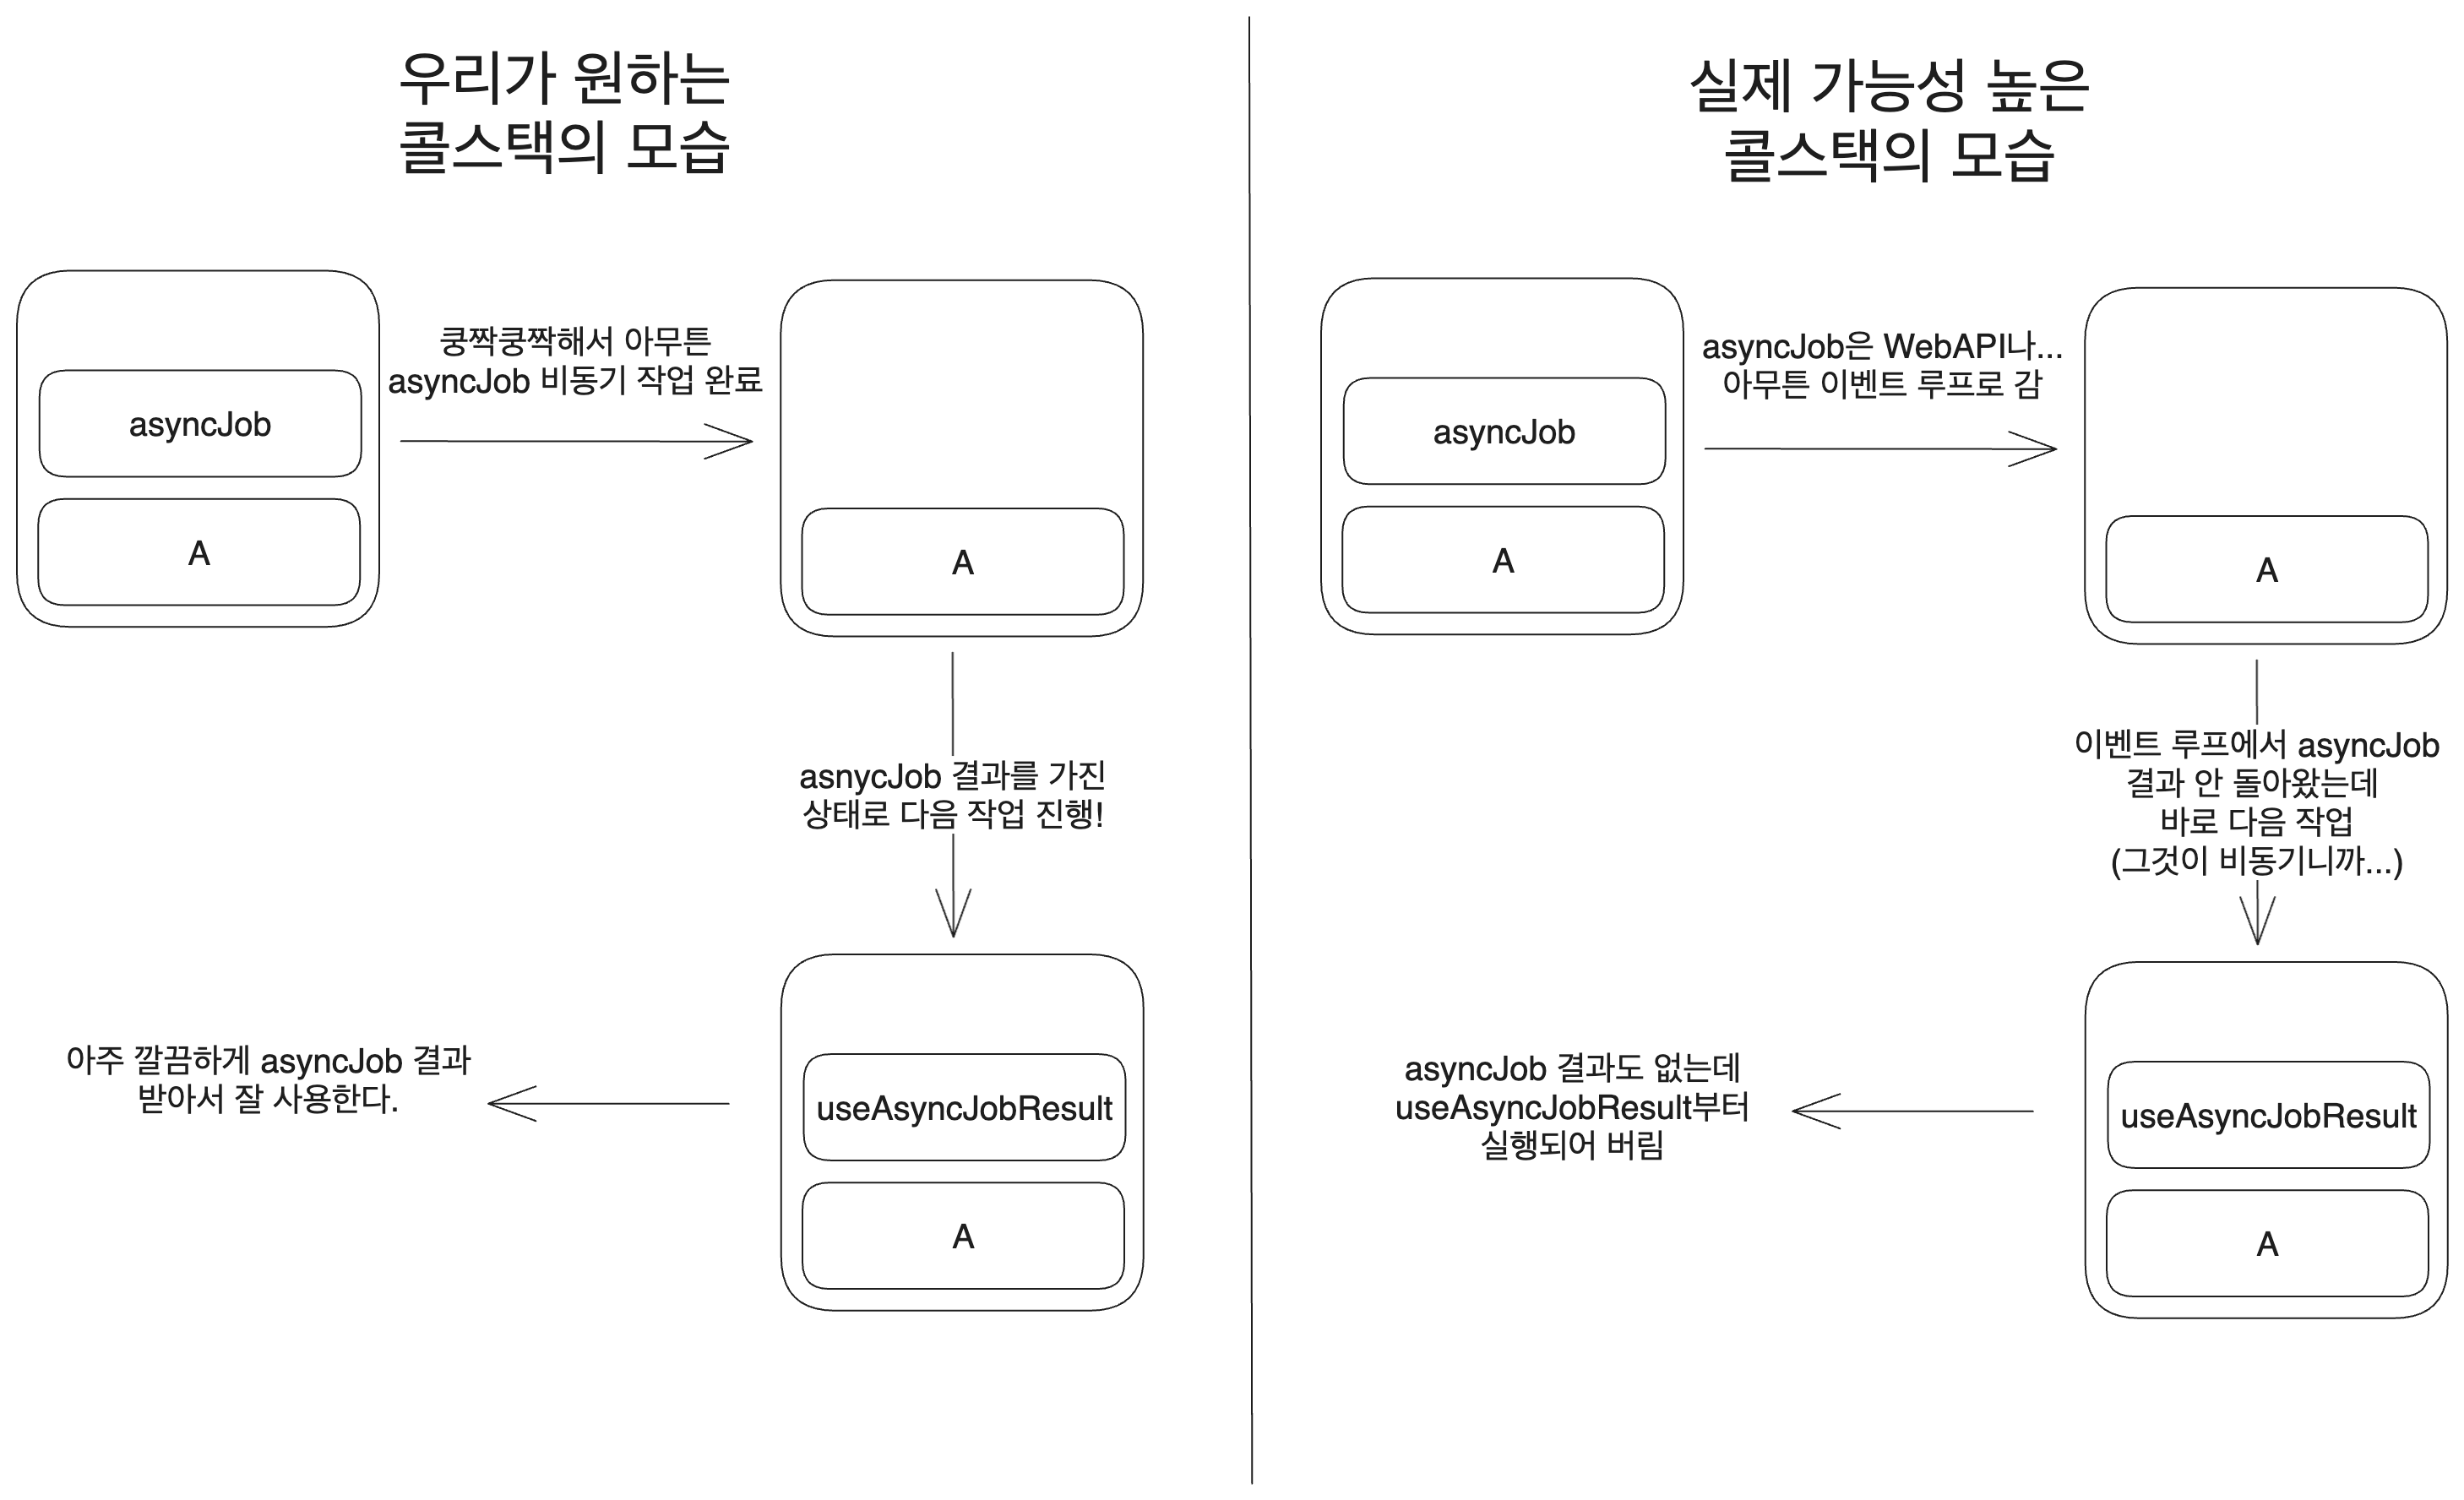 우리가 원하는
콜스택의 모습
asyncJob
A
쿵짝쿵짝해서 아무튼
asyncJob 비동기 작업 완료
A
asnycJob 결과를 가진
상태로 다음 작업 진행!
useAsyncJobResult
A
아주 깔끔하게 asyncJob 결과
받아서 잘 사용한다.
실제 가능성 높은
콜스택의 모습
asyncJob
A
asyncJob은 WebAPI나...
아무튼 이벤트 루프로 감
A
이벤트 루프에서 asyncJob
결과 안 돌아왔는데
바로 다음 작업
(그것이 비동기니까...)
useAsyncJobResult
A
asyncJob 결과도 없는데
useAsyncJobResult부터
실행되어 버림